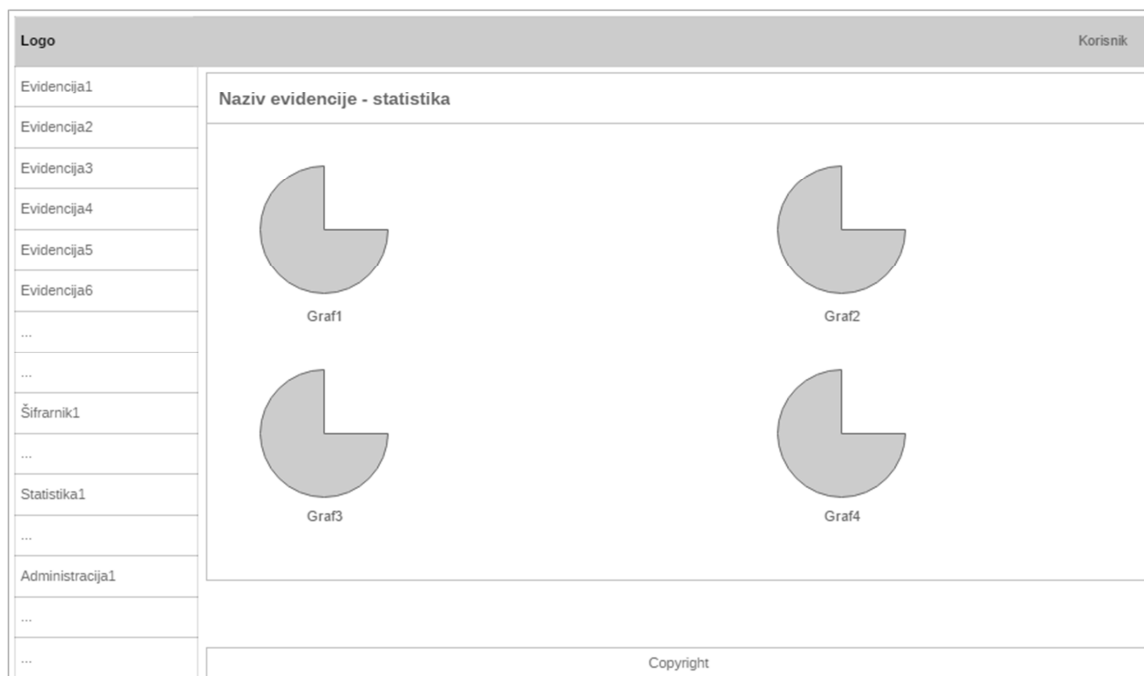 Logo
Korisnik
Evidencija1
Evidencija2
Evidencija3
Evidencija4
Evidencija5
Evidencija6
...
...
Šifrarnik1
...
Statistika1
...
Administracija1
...
...
Naziv evidencije - statistika
Graf1
Graf2
Graf3
Graf4
Copyright